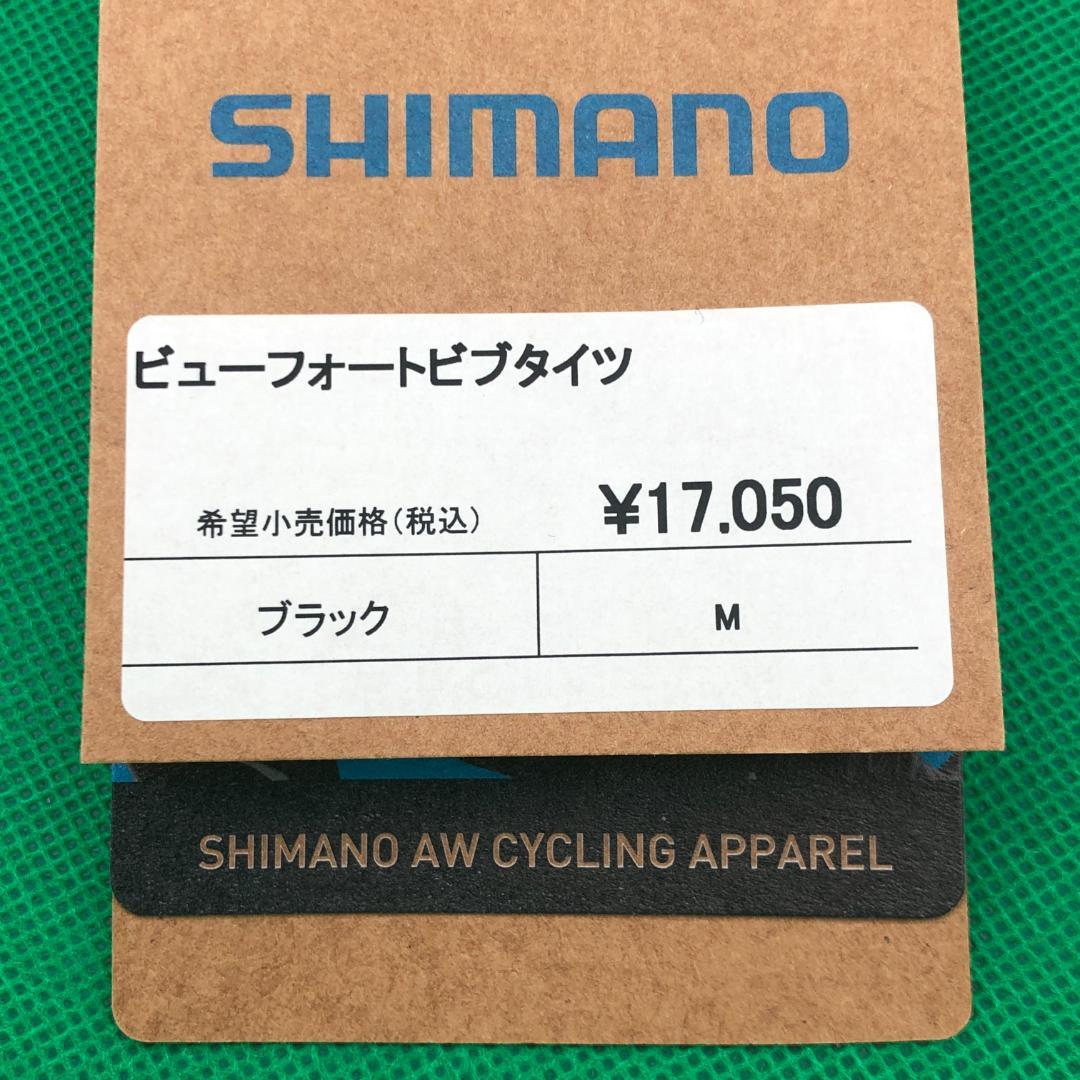 SHIMANO
ビューフォートビブタイツ
希望小売価格(税込) ¥17.050
ブラック M
SHIMANO AW CYCLING APPAREL